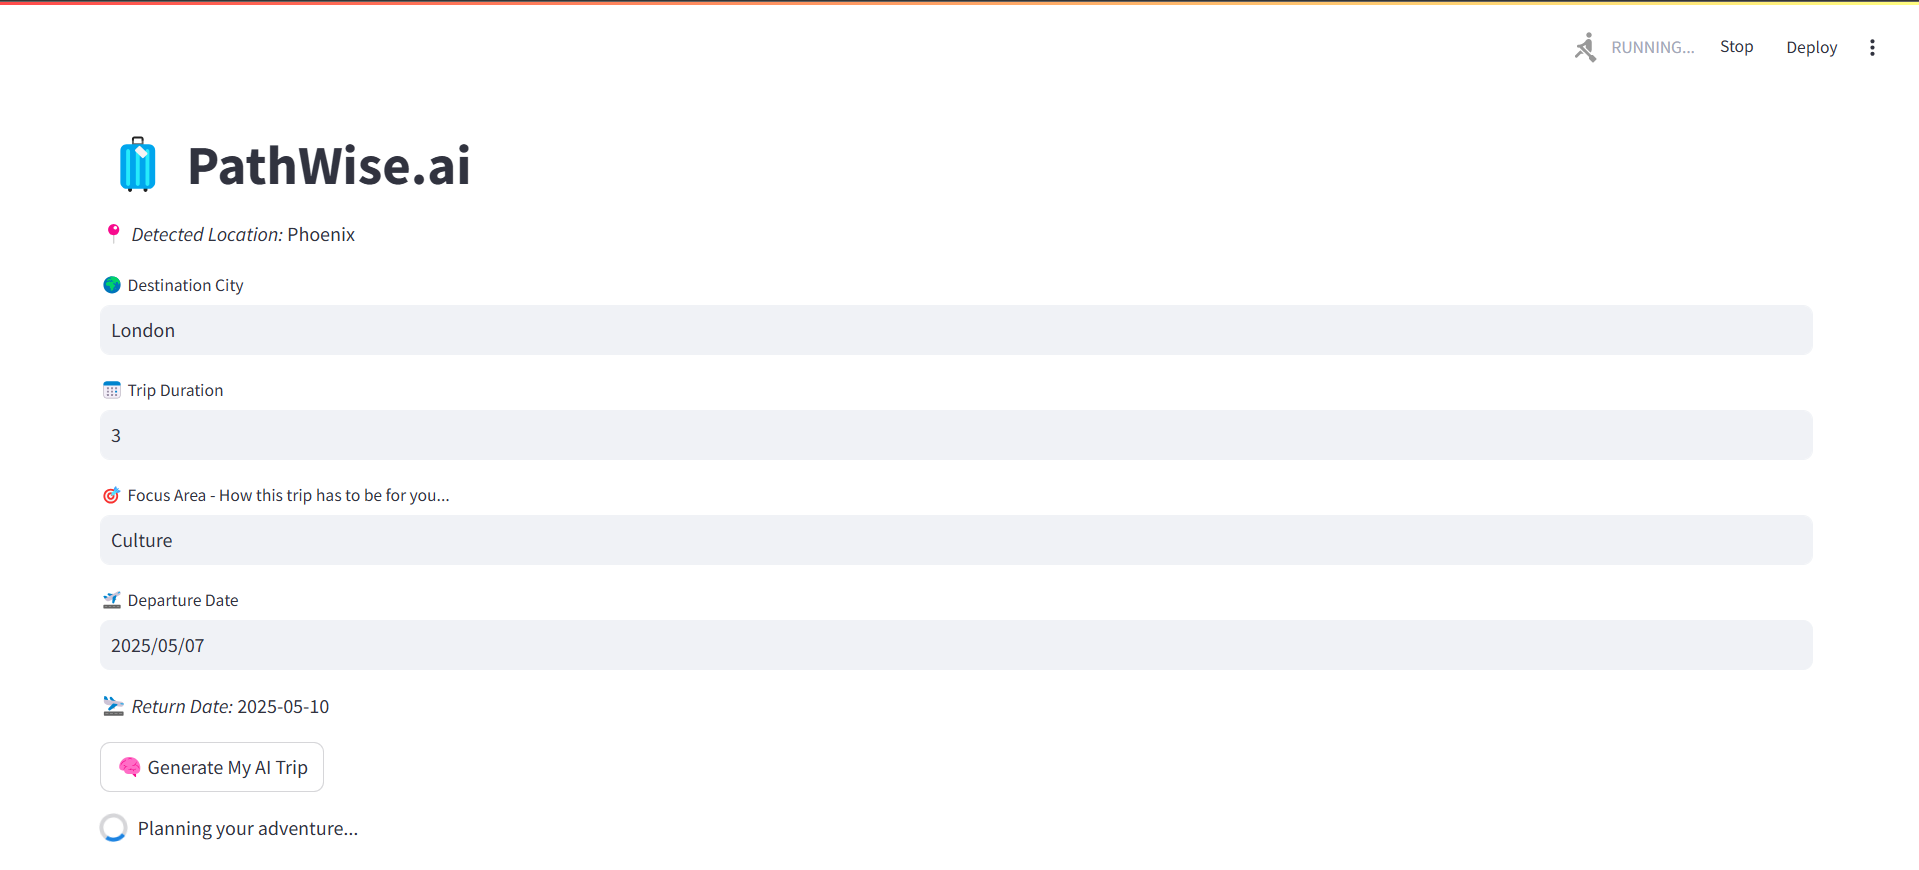 RUNNING...
Stop
Deploy
PathWise.ai
Detected Location: Phoenix
Destination City
London
Trip Duration
3
Focus Area - How this trip has to be for you...
Culture
Departure Date
2025/05/07
Return Date: 2025-05-10
Generate My AI Trip
Planning your adventure...